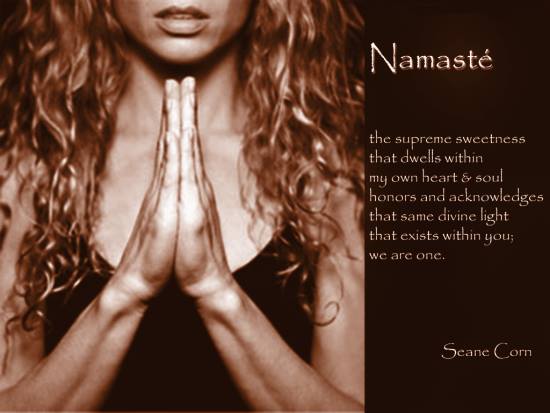 Namasté
the supreme sweetness
that dwells within
my own heart & soul
honors and acknowledges
that same divine light
that exists within you;
we are one.
Seane Corn